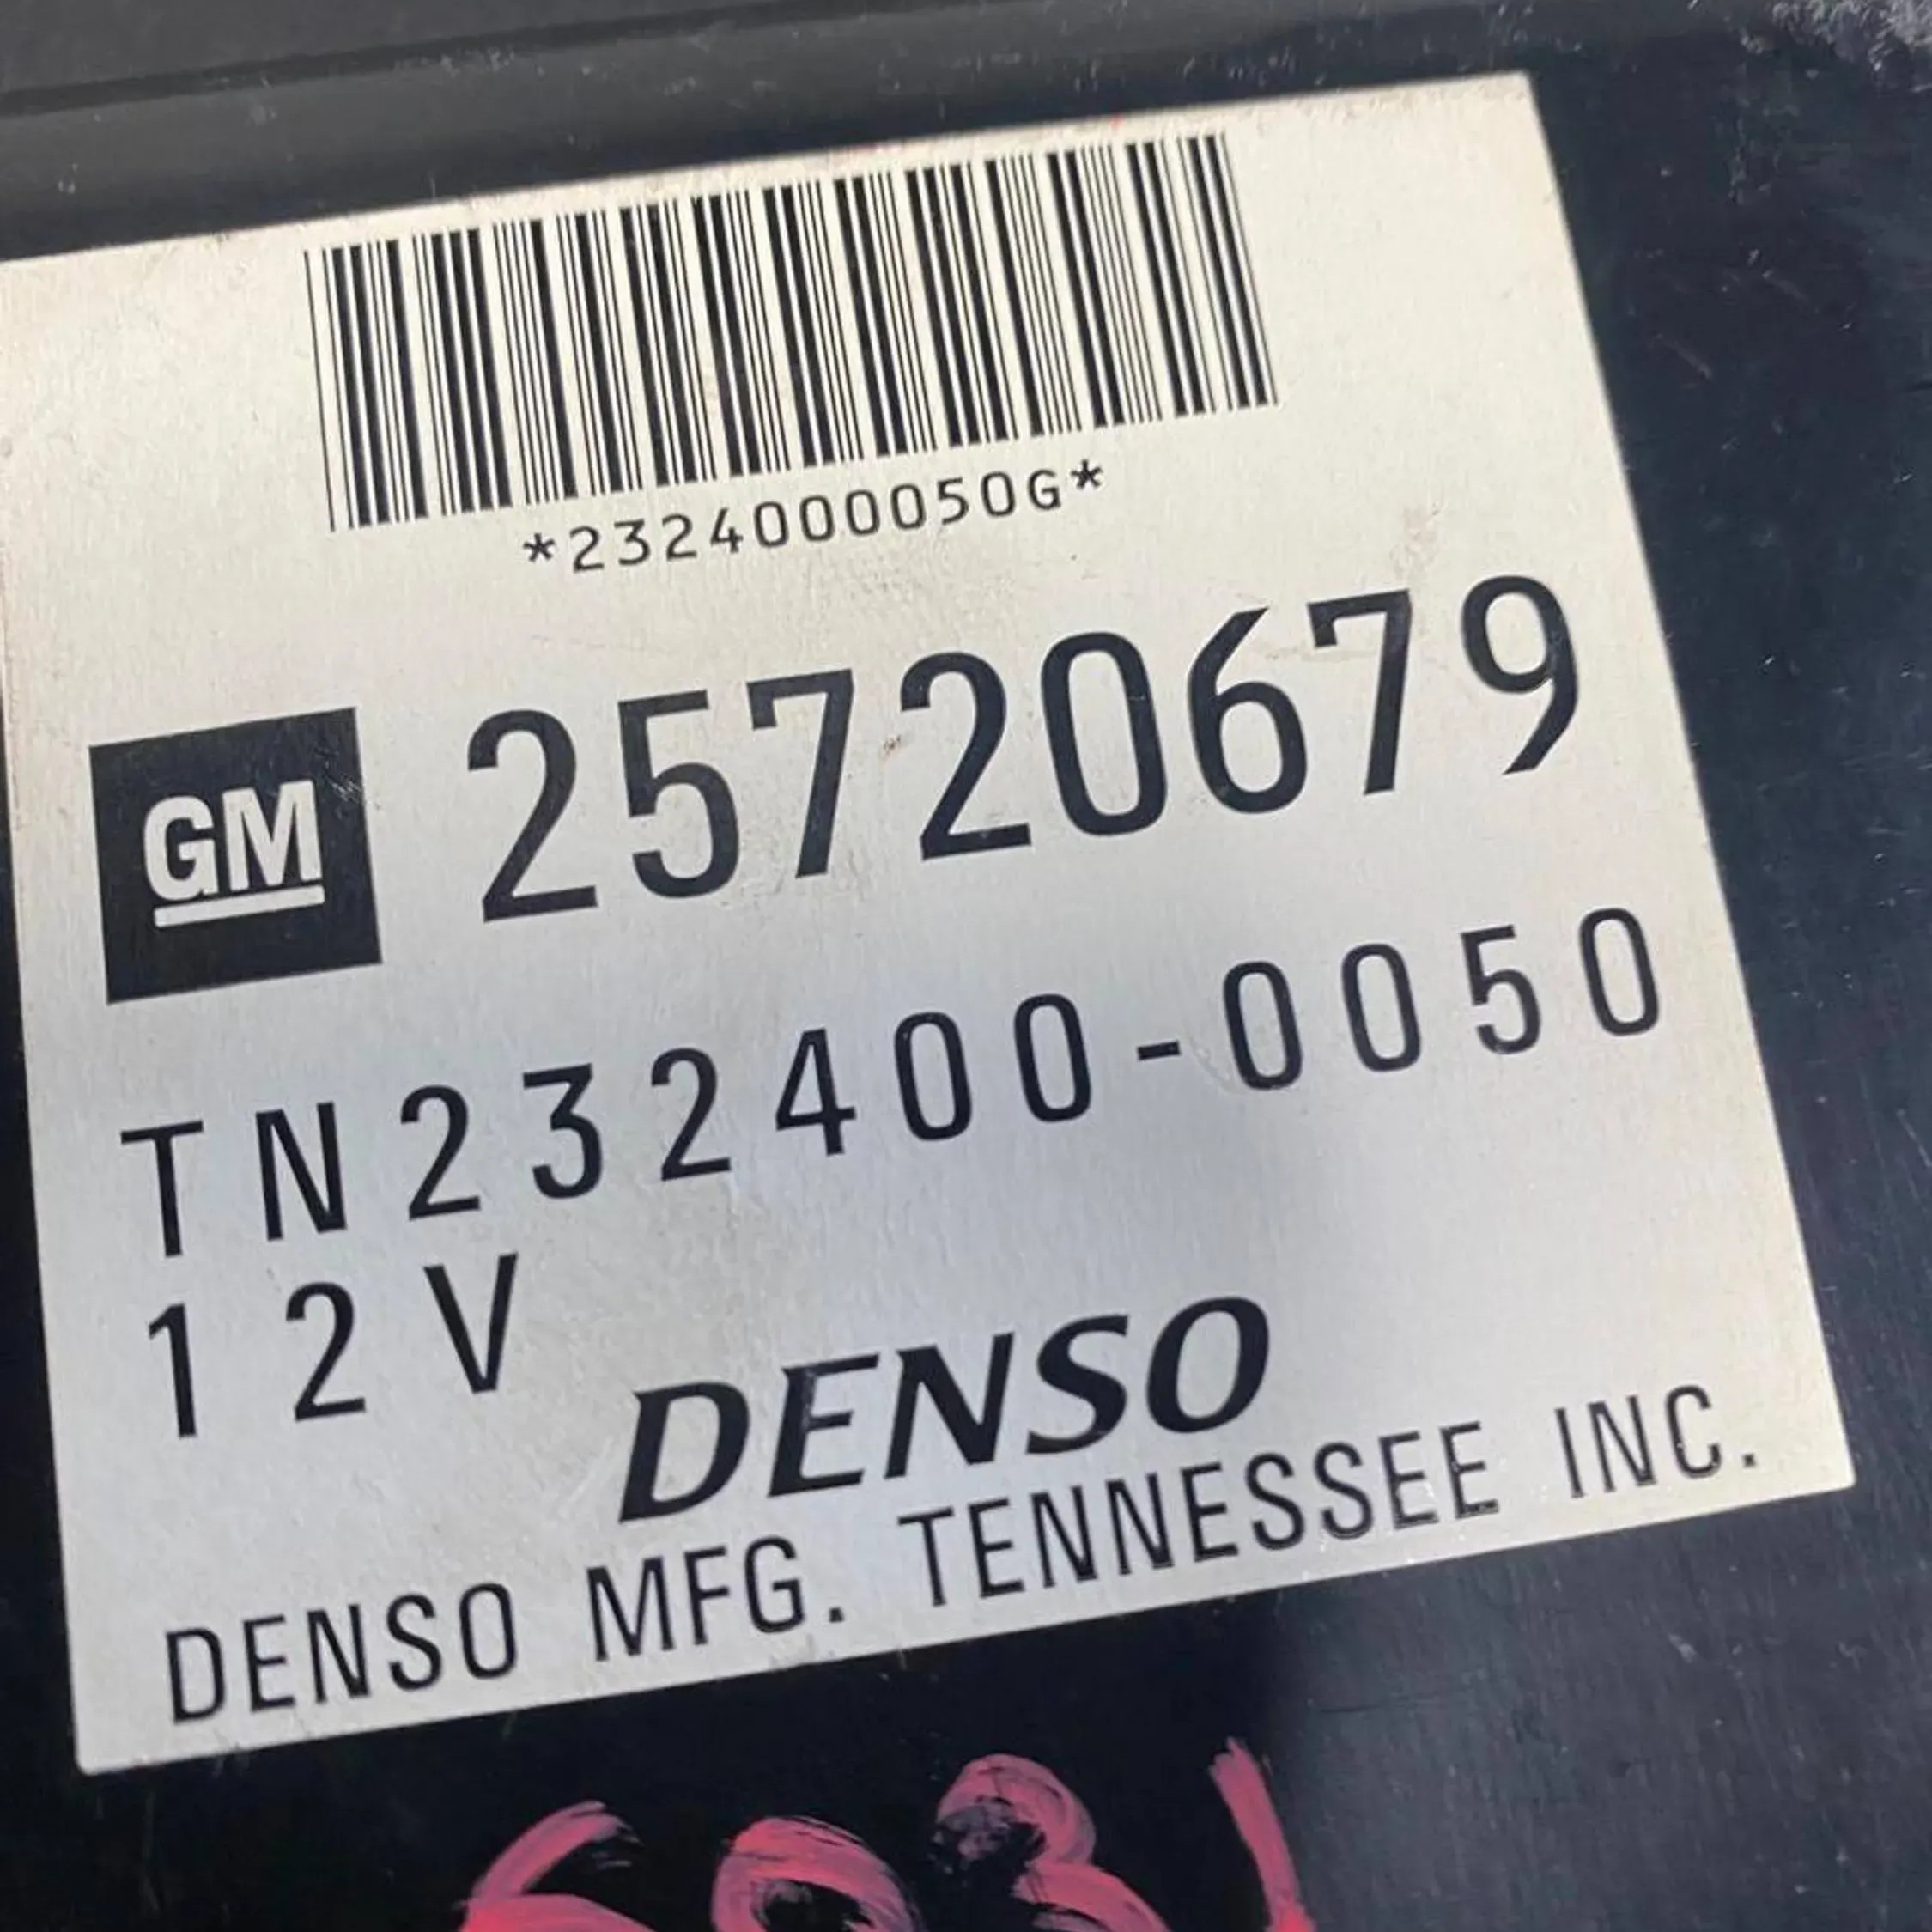 *2324000050G*
GM 25720679
TN232400-0050
12V
DENSO
DENSO MFG. TENNESSEE INC.